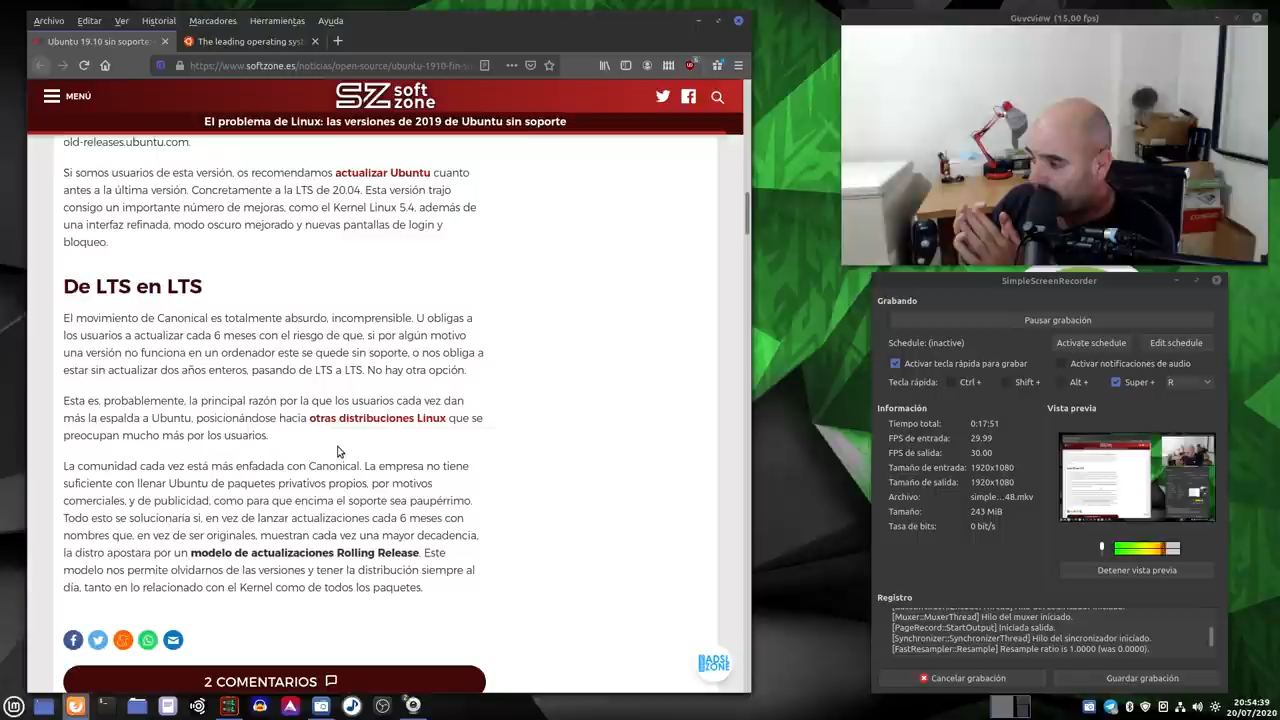 Archivo Editar Ver Historial Marcadores Herramientas Ayuda
Ubuntu 19.10 sin soporte
The leading operating syst
https://www.softzone.es/noticias/open-source/ubuntu-1910-fin-s
MENÚ
SZ soft zone
El problema de Linux: las versiones de 2019 de Ubuntu sin soporte
old-releases.ubuntu.com.
Si somos usuarios de esta versión, os recomendamos actualizar Ubuntu cuanto
antes a la última versión. Concretamente a la LTS de 20.04. Esta versión trajo
consigo un importante número de mejoras, como el Kernel Linux 5.4, además de
una interfaz refinada, modo oscuro mejorado y nuevas pantallas de login y
bloqueo.
De LTS en LTS
El movimiento de Canonical es totalmente absurdo, incomprensible. U obligas a
los usuarios a actualizar cada 6 meses con el riesgo de que, si por algún motivo
una versión no funciona en un ordenador este se quede sin soporte, o nos obliga a
estar sin actualizar dos años enteros, pasando de LTS a LTS. No hay otra opción.
Esta es, probablemente, la principal razón por la que los usuarios cada vez dan
más la espalda a Ubuntu, posicionándose hacia otras distribuciones Linux que se
preocupan mucho más por los usuarios.
La comunidad cada vez está más enfadada con Canonical. La empresa no tiene
suficiente con llenar Ubuntu de paquetes privativos propios, por motivos
comerciales, y de publicidad, como para que encima el soporte sea paupérrimo.
Todo esto se solucionaría si, en vez de lanzar actualizaciones cada 6 meses con
nombres que, en vez de ser originales, muestran cada vez una mayor decadencia,
la distro apostara por un modelo de actualizaciones Rolling Release. Este
modelo nos permite olvidarnos de las versiones y tener la distribución siempre al
día, tanto en lo relacionado con el Kernel como de todos los paquetes.
2 COMENTARIOS
ADSL ZONE
Guvcview (15,00 fps)
SimpleScreenRecorder
Grabando
Pausar grabación
Schedule: (inactive)
Activate schedule
Edit schedule
Activar tecla rápida para grabar
Activar notificaciones de audio
Tecla rápida: Ctrl + Shift + Alt + Super + R
Información
Vista previa
Tiempo total: 0:17:51
FPS de entrada: 29.99
FPS de salida: 30.00
Tamaño de entrada: 1920x1080
Tamaño de salida: 1920x1080
Archivo: simple...48.mkv
Tamaño: 243 MiB
Tasa de bits: 0 bit/s
Detener vista previa
Registro
[Muxer::MuxerThread] Hilo del muxer iniciado.
[PageRecord::StartOutput] Iniciada salida.
[Synchronizer::SynchronizerThread] Hilo del sincronizador iniciado.
[FastResampler::Resample] Resample ratio is 1.0000 (was 0.0000).
Cancelar grabación
Guardar grabación
20:54:39
20/07/2020